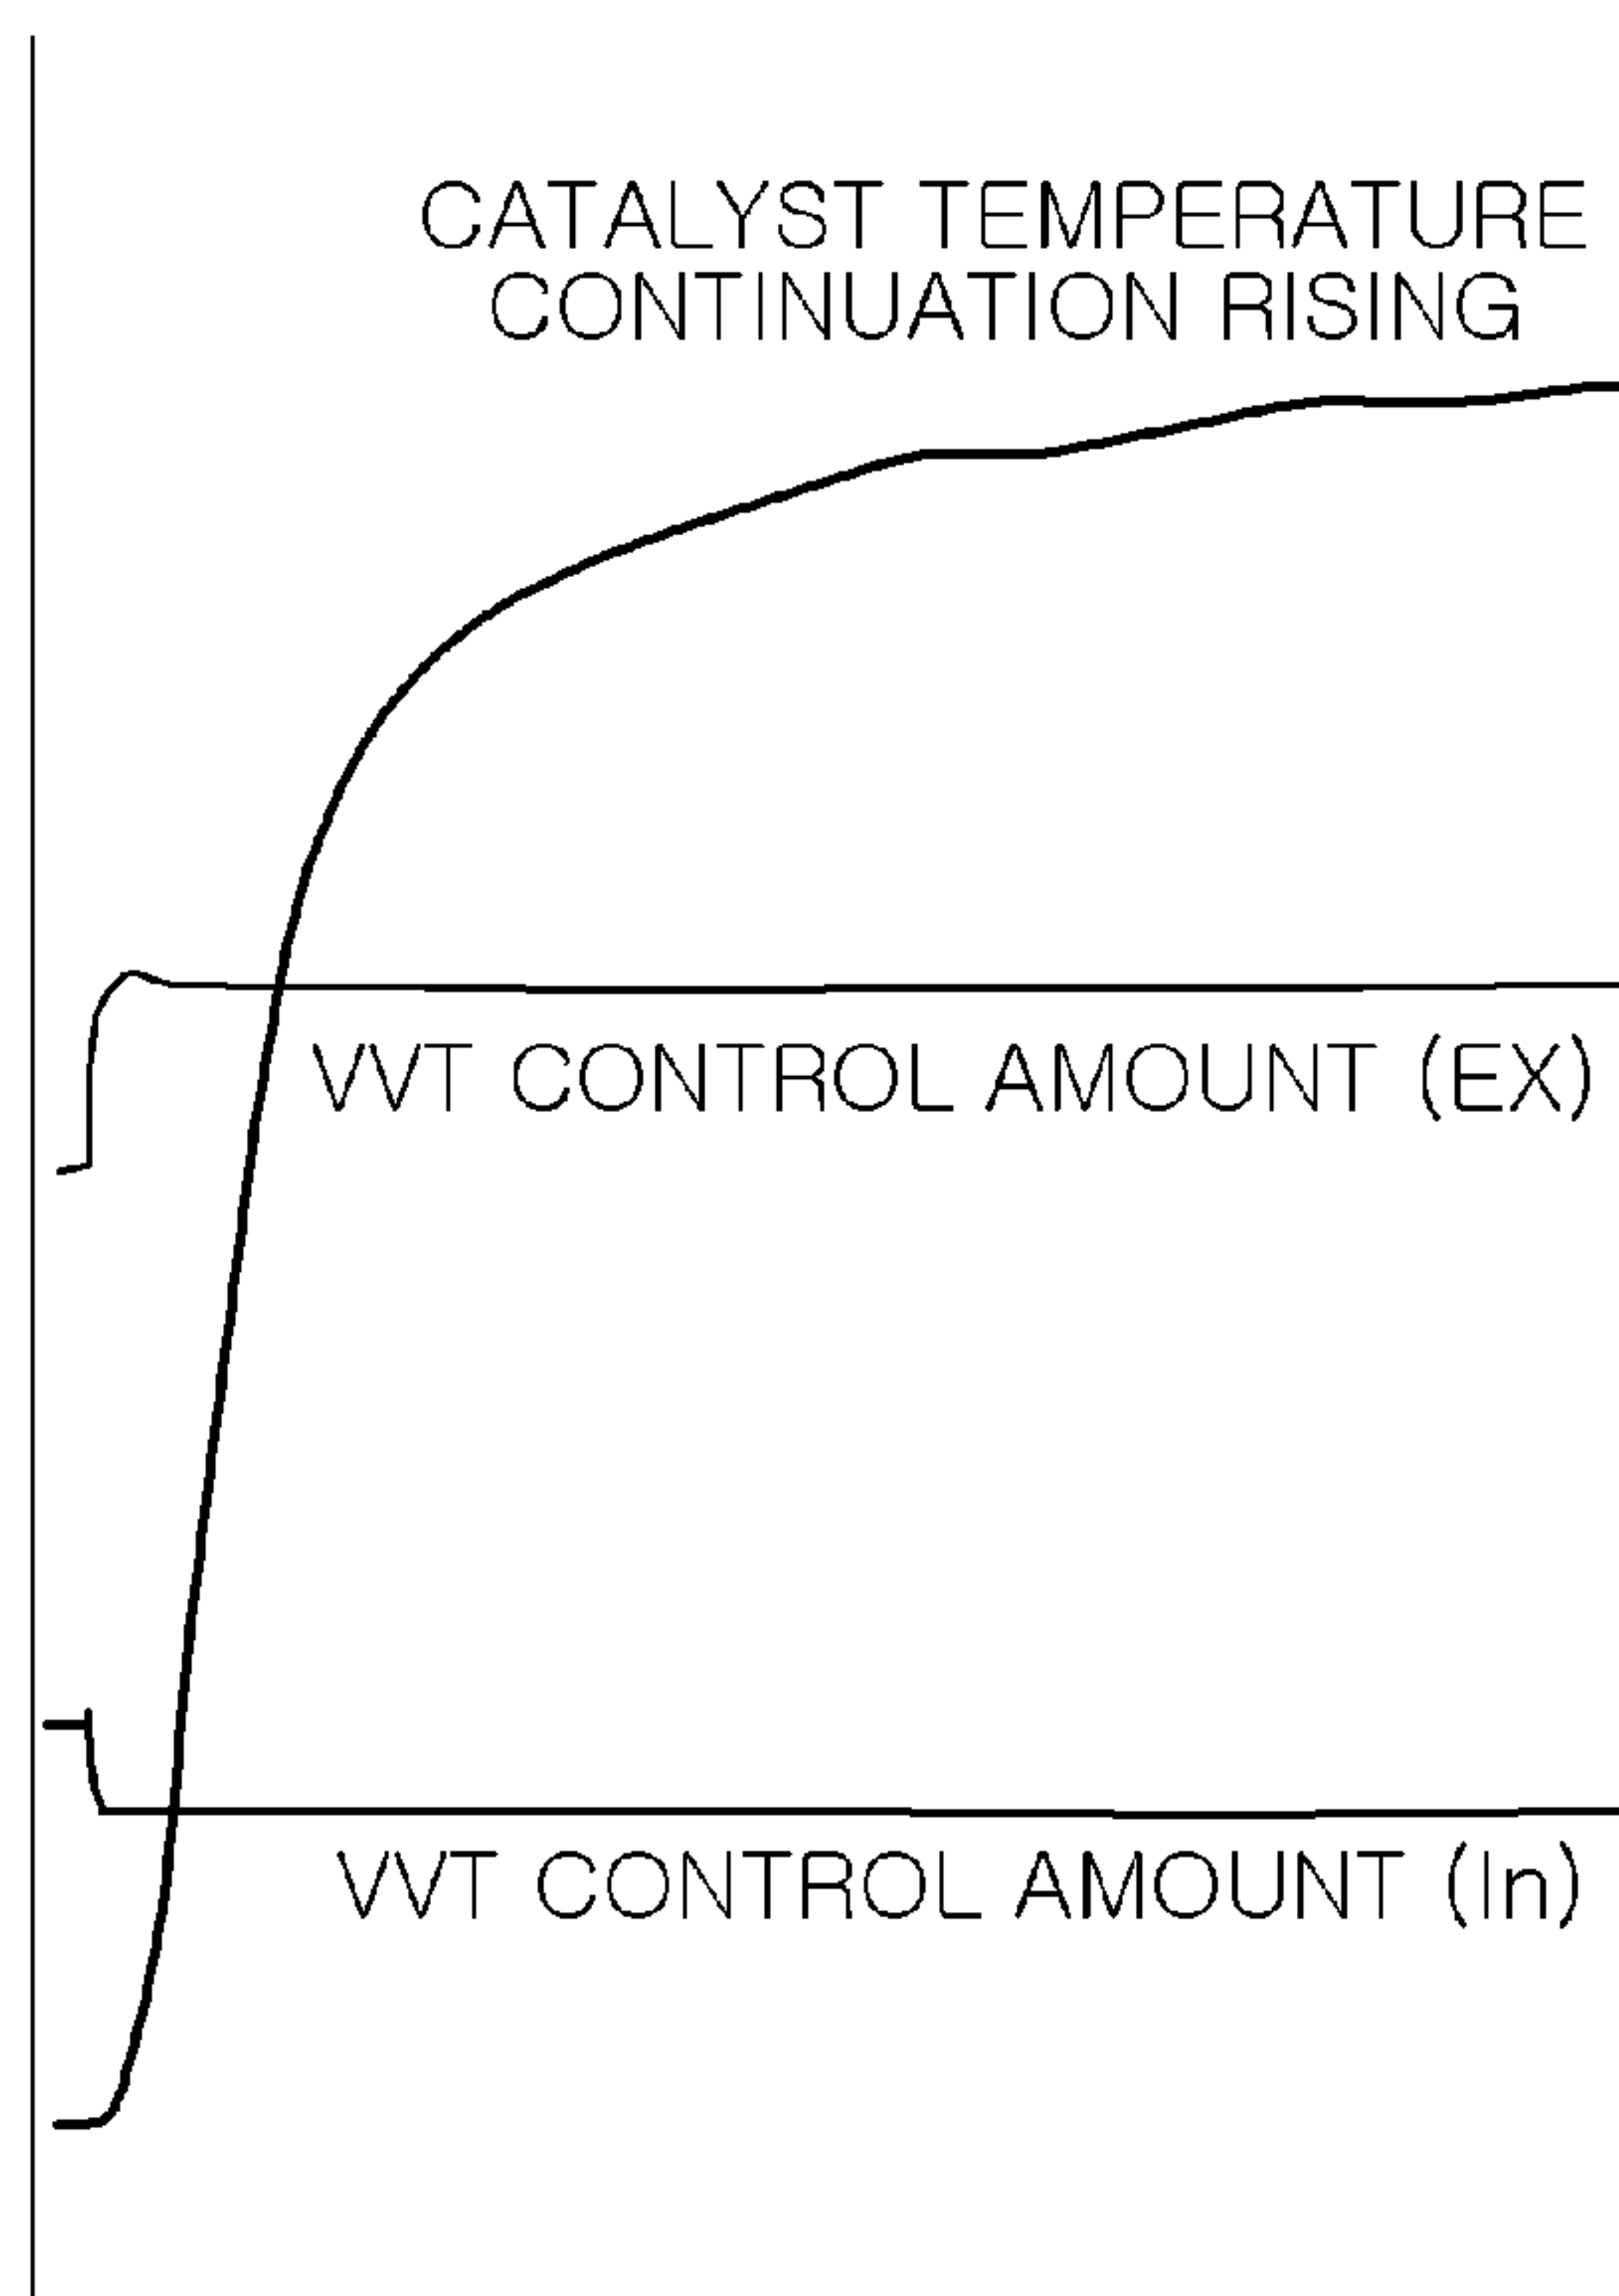 CATALYST TEMPERATURE
CONTINUATION RISING
VVT CONTROL AMOUNT (EX)
VVT CONTROL AMOUNT (In)